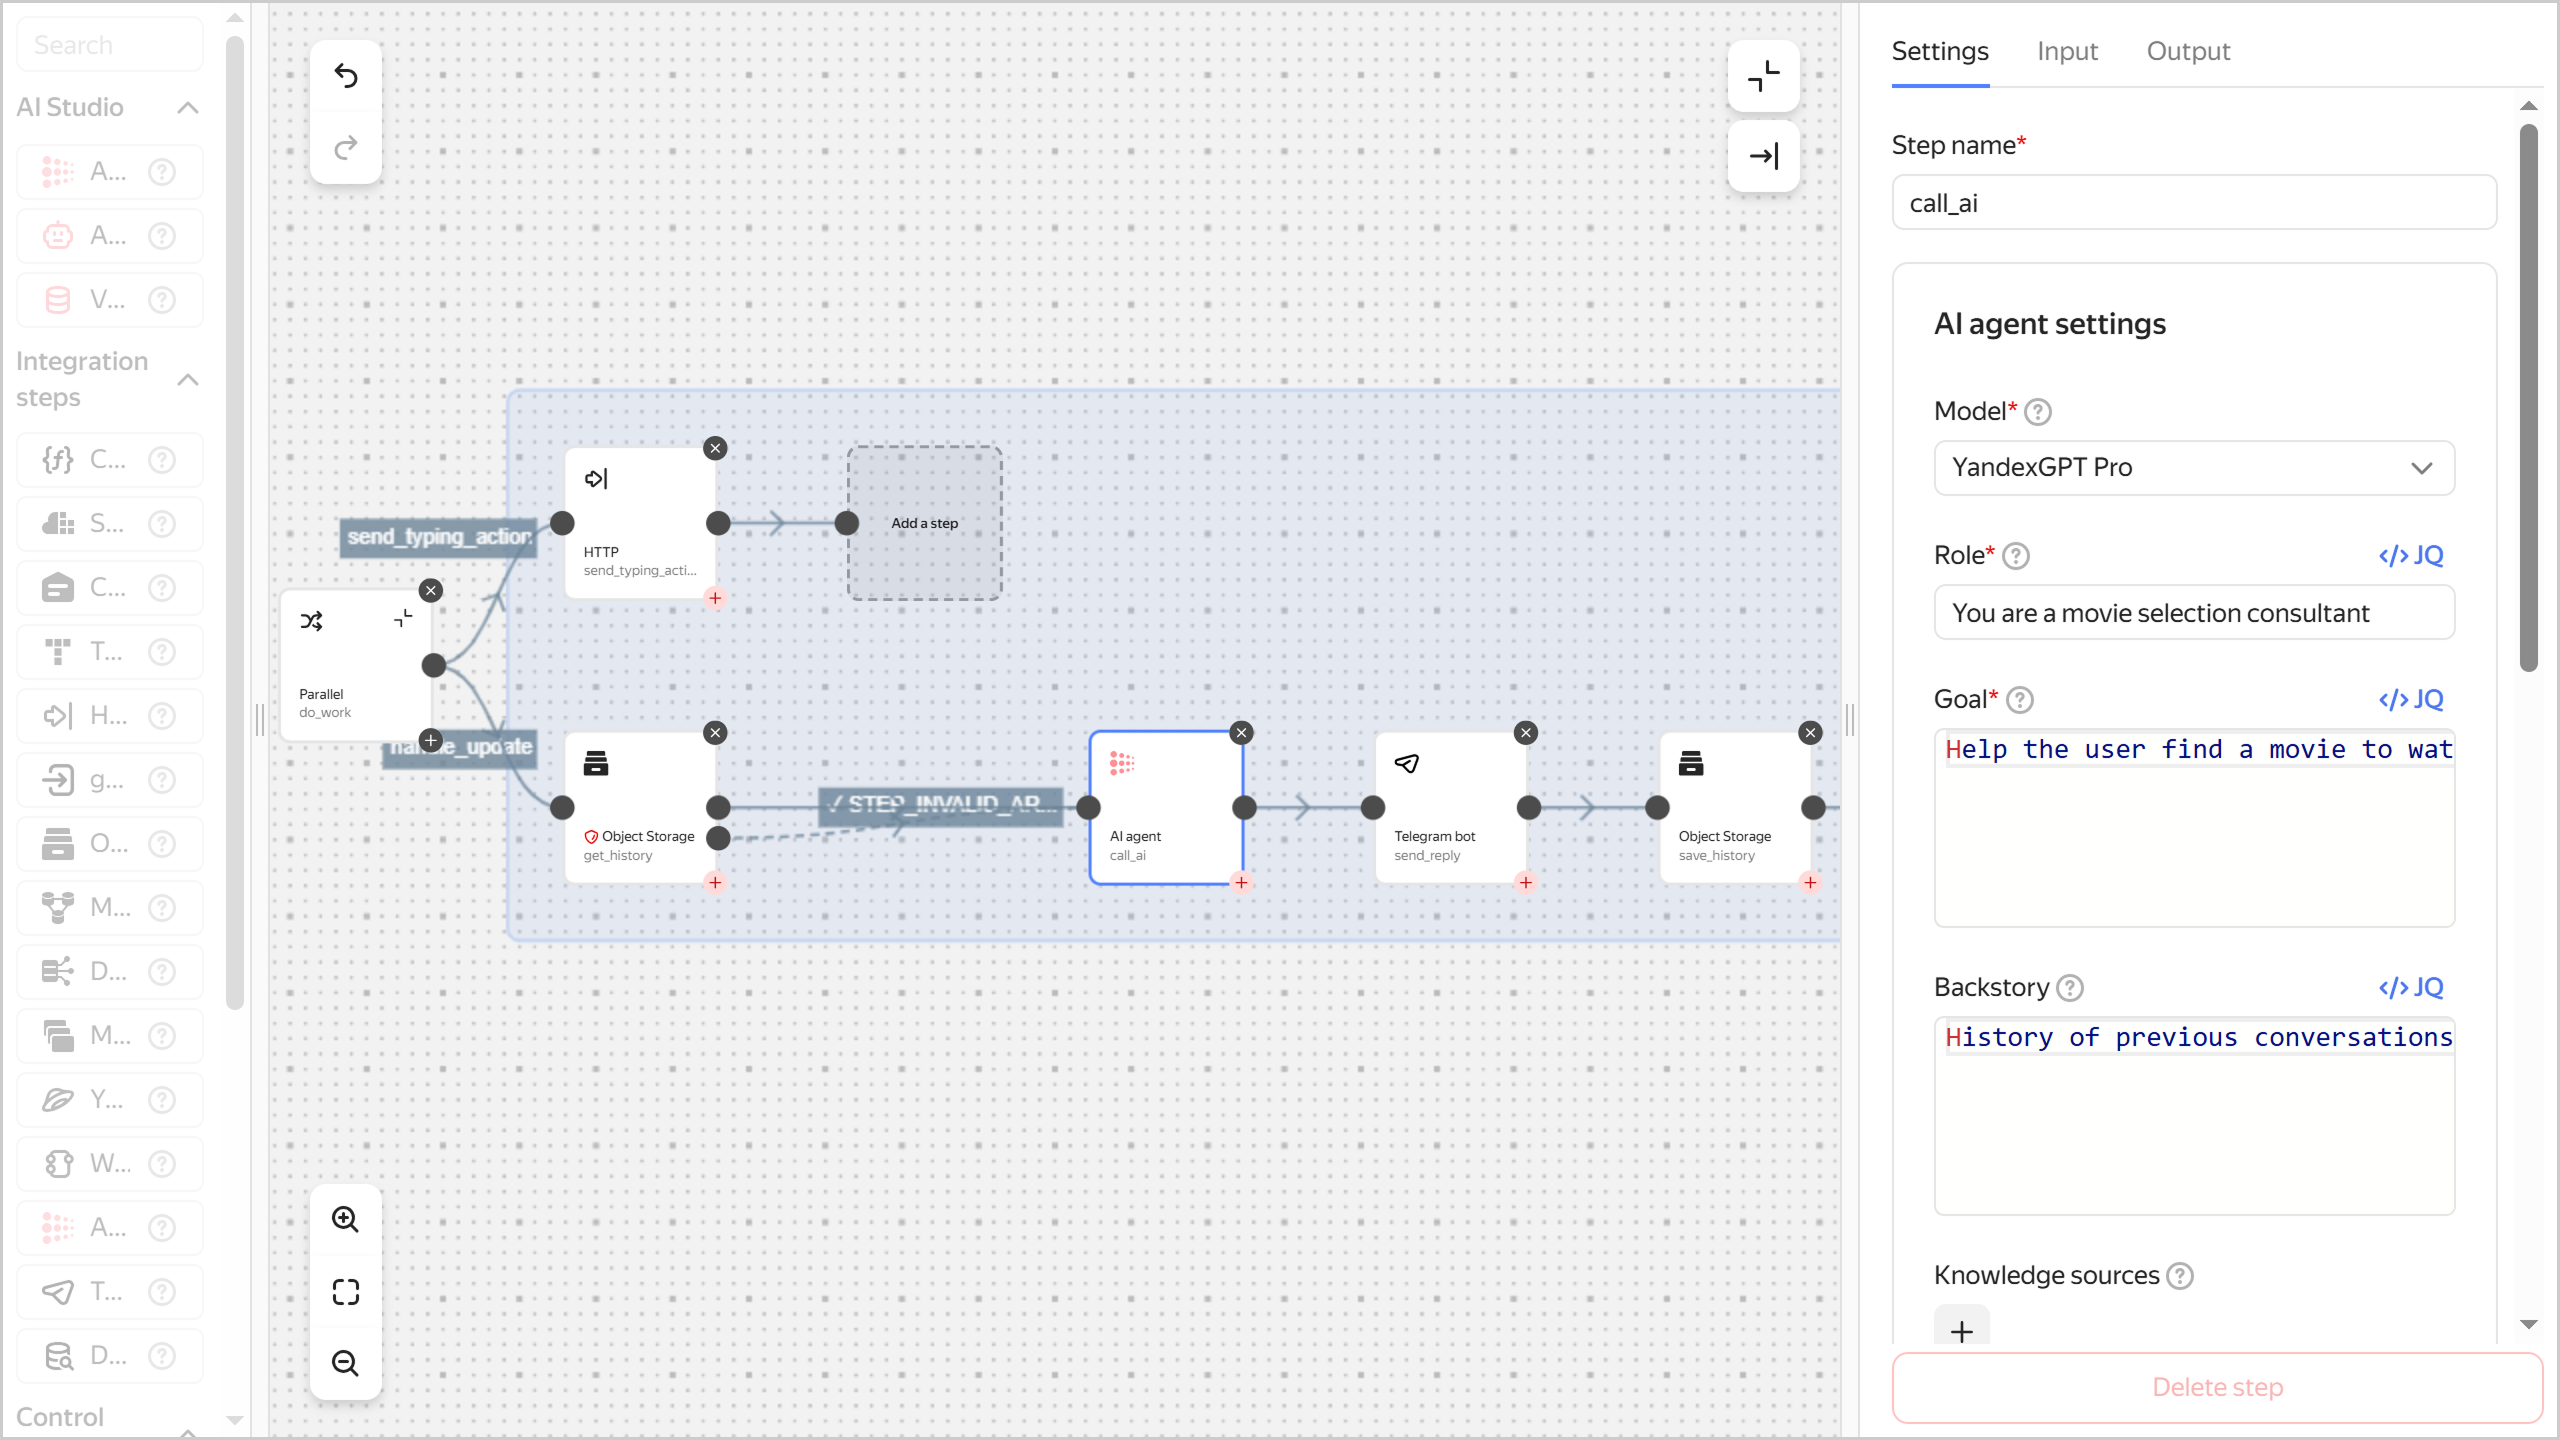 Search
AI Studio
A...
A...
V...
Integration
steps
C...
S...
C...
T...
H...
g...
O...
M...
D...
M...
Y...
W...
A...
T...
D...
Control
send_typing_action
Parallel
do_work
_update
HTTP
send_typing_acti...
Add a step
Object Storage
get_history
✓ STEP_INVALID_AR...
AI agent
call_ai
Telegram bot
send_reply
Object Storage
save_history
Settings
Input
Output
Step name*
call_ai
AI agent settings
Model*
YandexGPT Pro
Role*
</> JQ
You are a movie selection consultant
Goal*
</> JQ
Help the user find a movie to wat
Backstory
</> JQ
History of previous conversations
Knowledge sources
Delete step